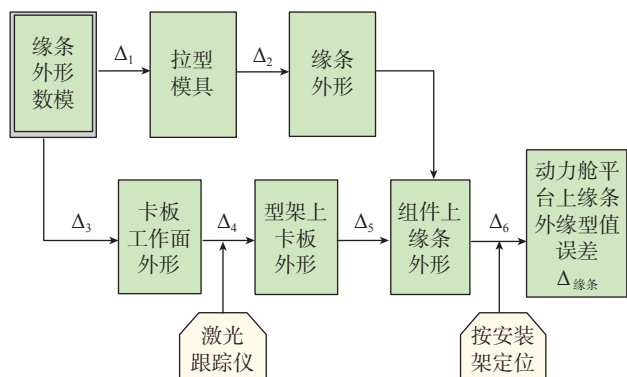 缘条
外形
数模
Δ1
拉型
模具
Δ2
缘条
外形
Δ3
卡板
工作面
外形
Δ4
型架上
卡板
外形
Δ5
组件上
缘条
外形
Δ6
动力舱平
台上缘条
外缘型值
误差
Δ缘条
激光
跟踪仪
按安装
架定位